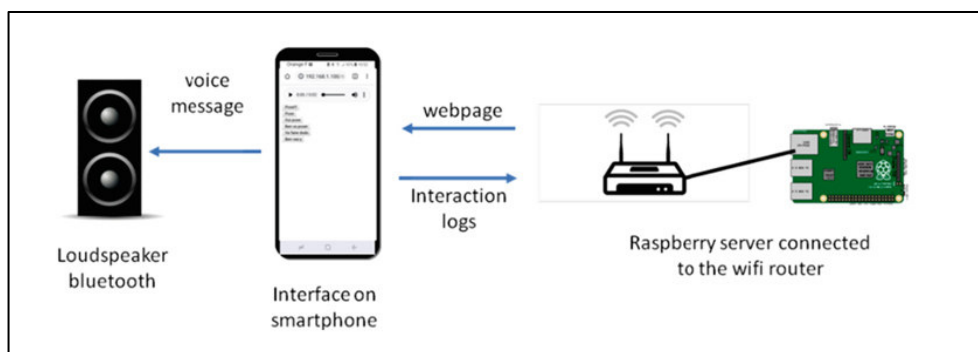 voice
message
Loudspeaker
bluetooth
Interface on
smartphone
webpage
Interaction
logs
Raspberry server connected
to the wifi router